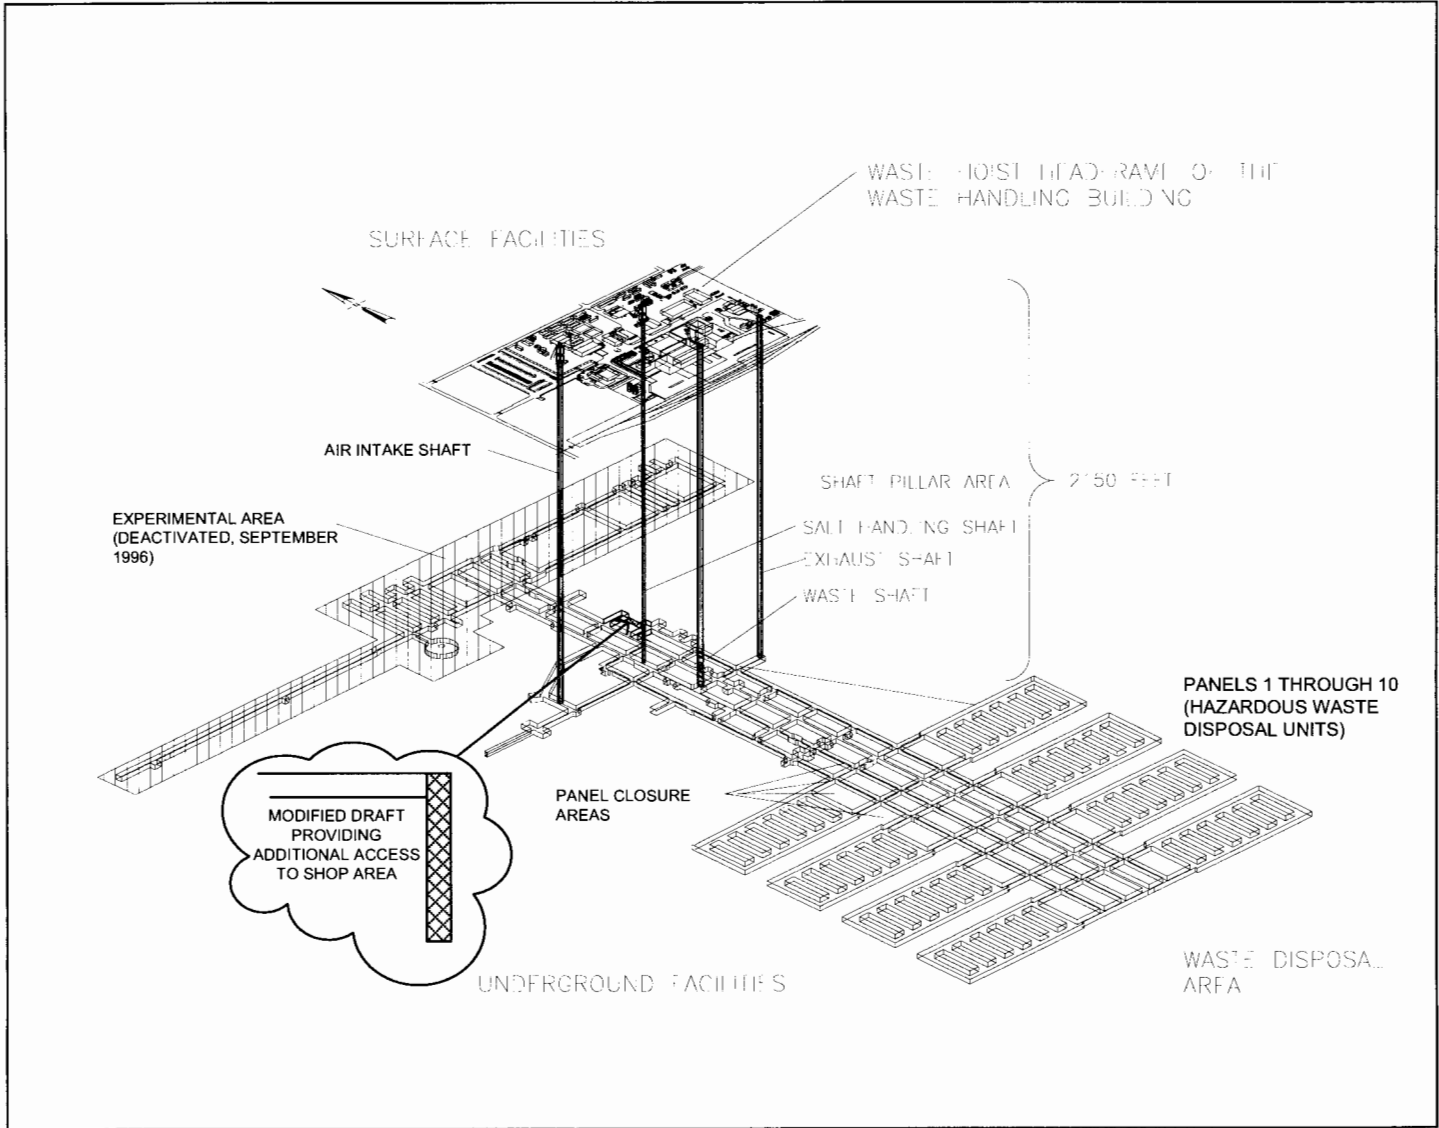 WASTE HOIST HEADFRAME OF THE
WASTE HANDLING BUILDING
SURFACE FACILITIES
AIR INTAKE SHAFT
SHAFT PILLAR AREA
2150 FEET
EXPERIMENTAL AREA
(DEACTIVATED, SEPTEMBER
1996)
SALT HANDLING SHAFT
EXHAUST SHAFT
WASTE SHAFT
PANELS 1 THROUGH 10
(HAZARDOUS WASTE
DISPOSAL UNITS)
PANEL CLOSURE
AREAS
MODIFIED DRAFT
PROVIDING
ADDITIONAL ACCESS
TO SHOP AREA
UNDERGROUND FACILITIES
WASTE DISPOSAL
AREA